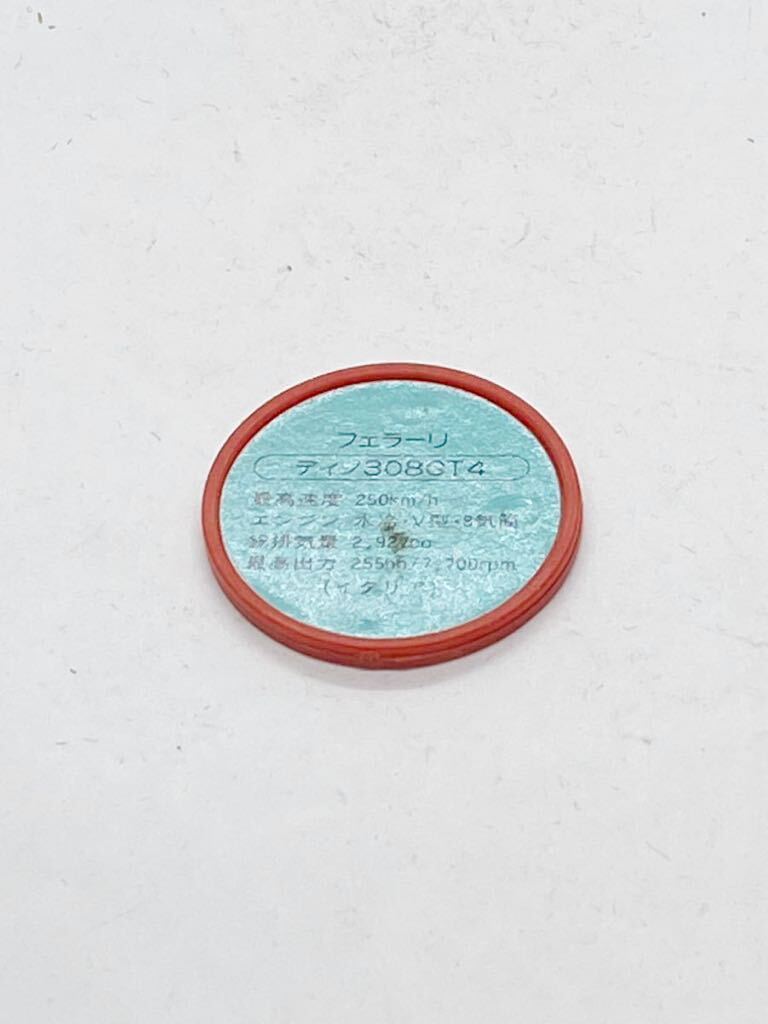 フェラーリ
ディノ308GT4
最高速度 250km/h
エンジン 水冷・V型・8気筒
総排気量 2,927cc
最高出力 255hp/7,700rpm
(イタリア)